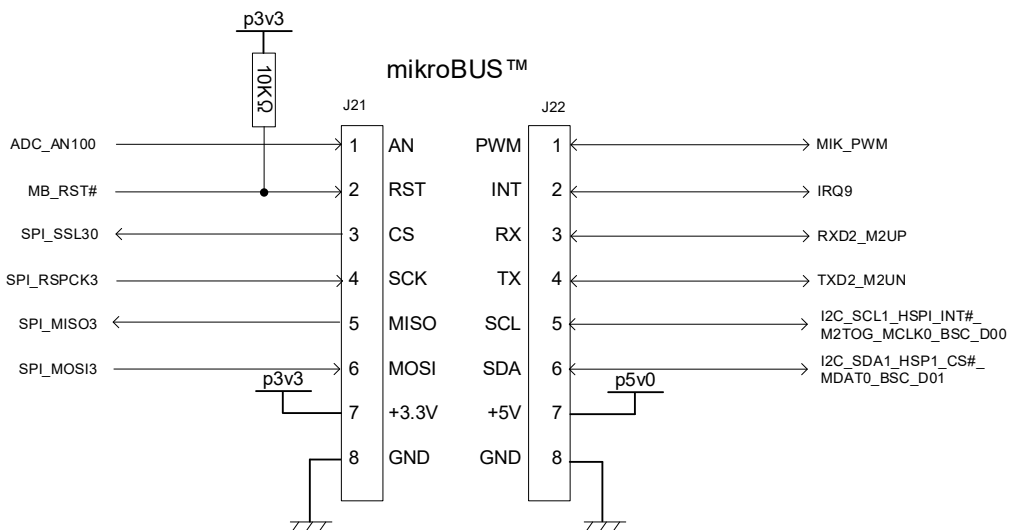 p3v3
10KΩ
mikroBUS™
J21
J22
ADC_AN100 1 AN PWM 1 MIK_PWM
MB_RST# 2 RST INT 2 IRQ9
SPI_SSL30 3 CS RX 3 RXD2_M2UP
SPI_RSPCK3 4 SCK TX 4 TXD2_M2UN
SPI_MISO3 5 MISO SCL 5 I2C_SCL1_HSPI_INT#_
M2TOG_MCLK0_BSC_D00
SPI_MOSI3 6 MOSI SDA 6 I2C_SDA1_HSP1_CS#_
MDAT0_BSC_D01
p3v3
p5v0
7 +3.3V +5V 7
8 GND GND 8